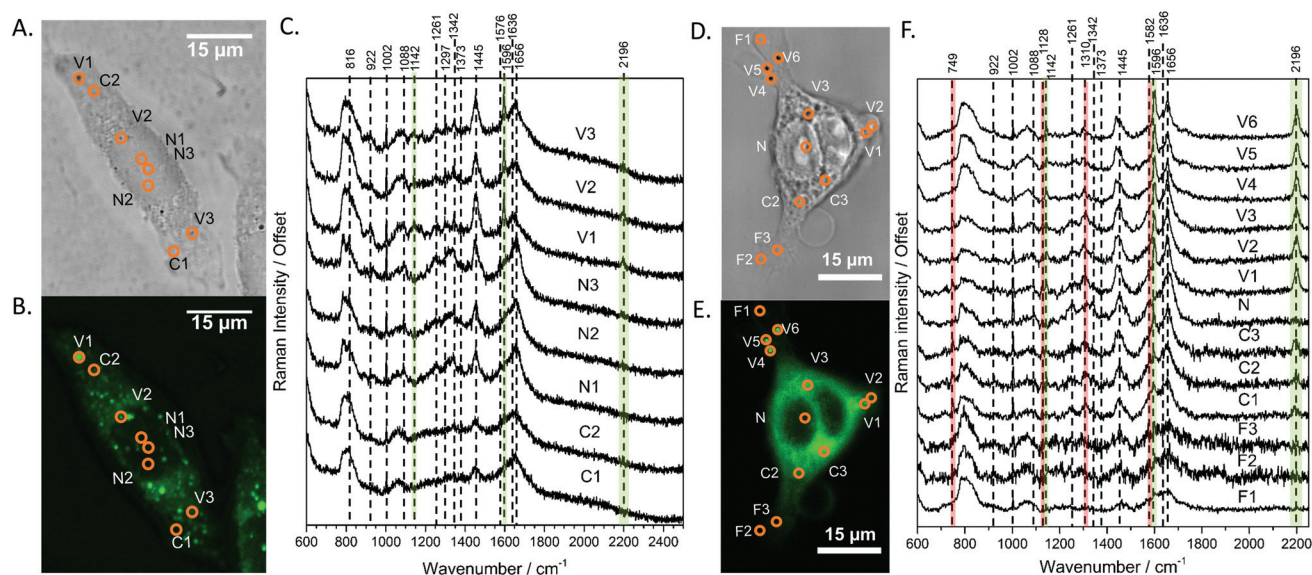 A.
15 µm
V1
C2
V2
N1
N3
N2
V3
C1
B.
15 µm
V1
C2
V2
N1
N3
N2
V3
C1
C.
816
922
1002
1088
1142
1261
1297
1342
1373
1445
1576
1596
1636
1656
2196
V3
V2
V1
N3
N2
N1
C2
C1
Raman Intensity / Offset
600 800 1000 1200 1400 1600 1800 2000 2200 2400
Wavenumber / cm⁻¹
D.
F1
V6
V5
V4
V3
V2
N
V1
C2
C3
F3
F2
15 µm
E.
F1
V6
V5
V4
V3
V2
N
V1
C2
C3
F3
F2
15 µm
F.
749
922
1002
1088
1128
1142
1261
1310
1342
1373
1445
1582
1596
1636
1656
2196
V6
V5
V4
V3
V2
V1
N
C3
C2
C1
F3
F2
F1
Raman intensity / Offset
600 800 1000 1200 1400 1600 1800 2000 2200
Wavenumber / cm⁻¹